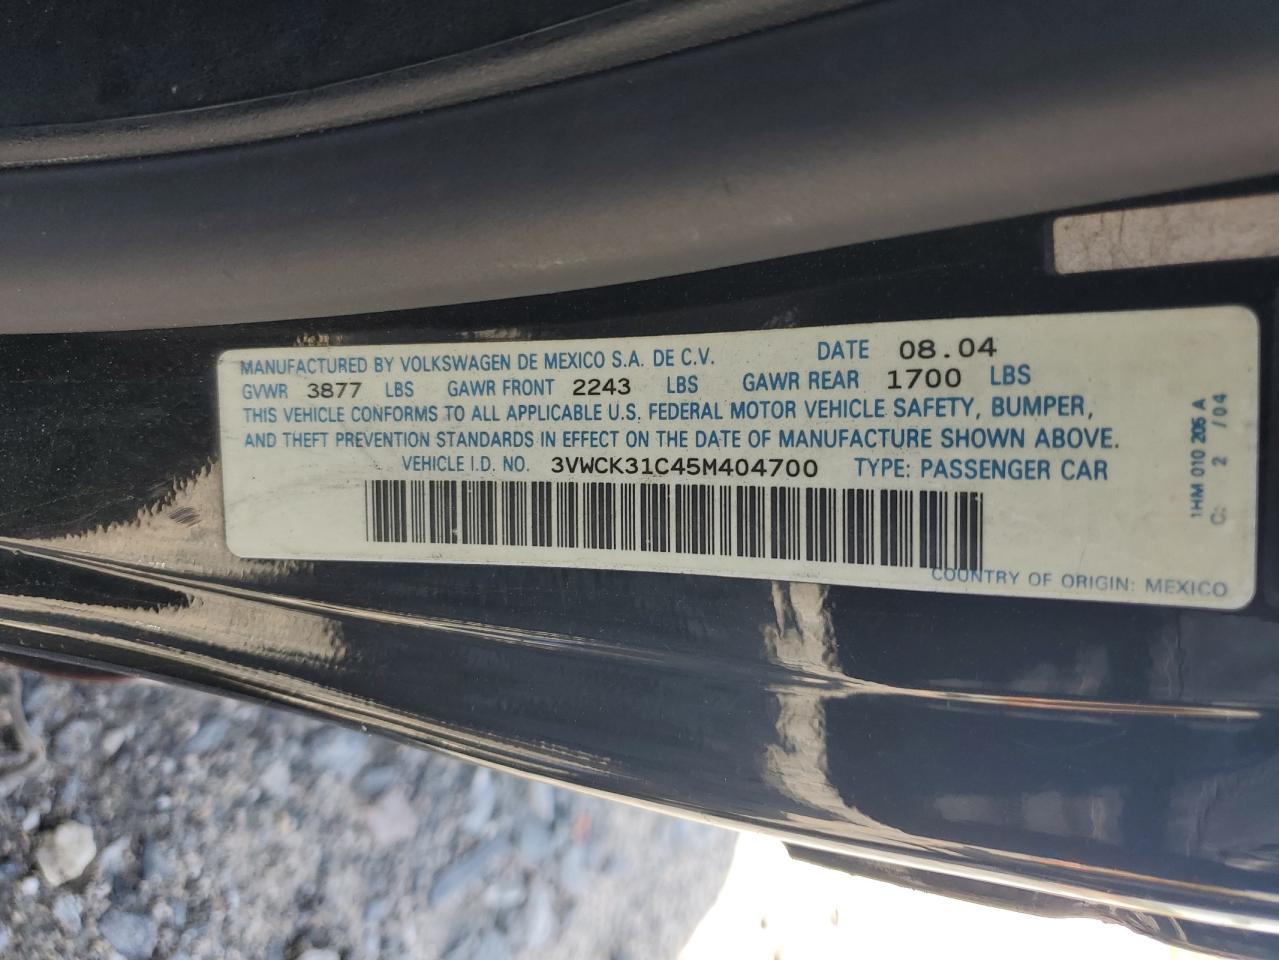 MANUFACTURED BY VOLKSWAGEN DE MEXICO S.A. DE C.V. DATE 08.04
GVWR 3877 LBS GAWR FRONT 2243 LBS GAWR REAR 1700 LBS
THIS VEHICLE CONFORMS TO ALL APPLICABLE U.S. FEDERAL MOTOR VEHICLE SAFETY, BUMPER,
AND THEFT PREVENTION STANDARDS IN EFFECT ON THE DATE OF MANUFACTURE SHOWN ABOVE.
VEHICLE I.D. NO. 3VWCK31C45M404700 TYPE: PASSENGER CAR
COUNTRY OF ORIGIN: MEXICO
1HM 010 205 A
C: 2 /04